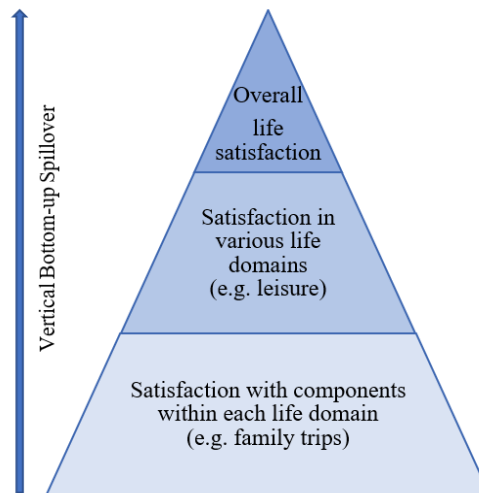 Vertical Bottom-up Spillover
Overall
life
satisfaction
Satisfaction in
various life
domains
(e.g. leisure)
Satisfaction with components
within each life domain
(e.g. family trips)